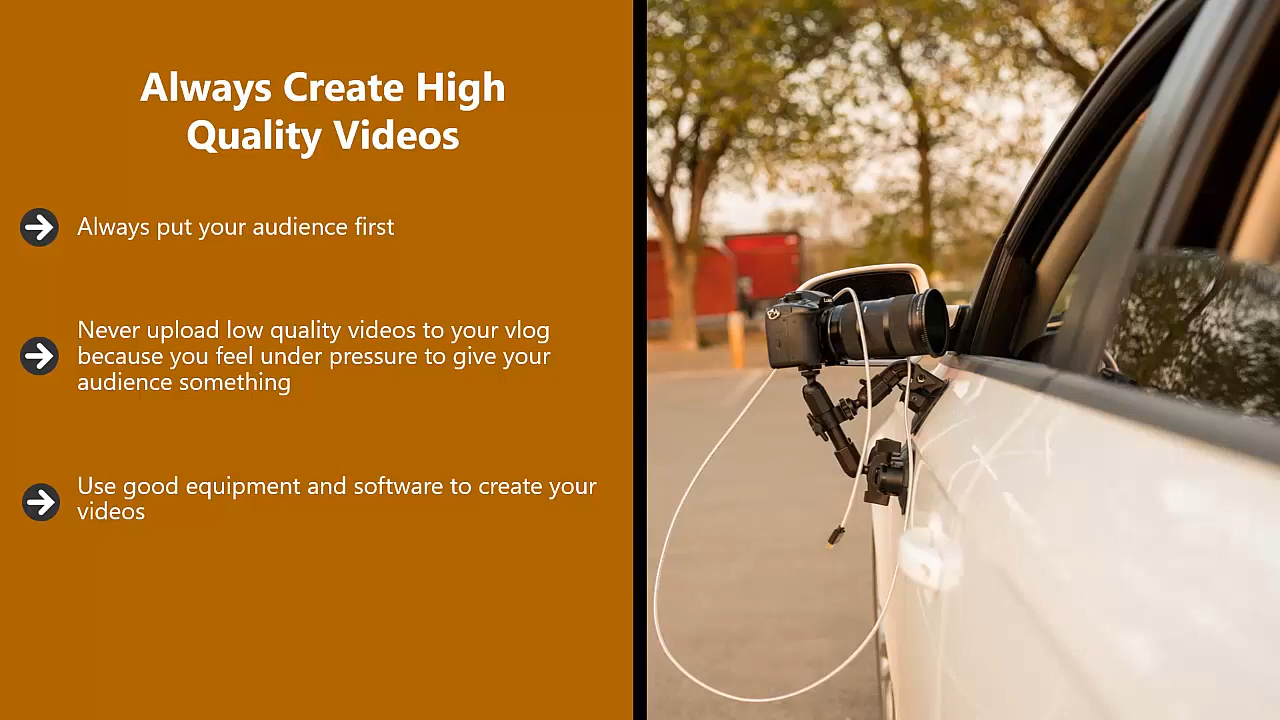 Always Create High
Quality Videos
Always put your audience first
Never upload low quality videos to your vlog
because you feel under pressure to give your
audience something
Use good equipment and software to create your
videos